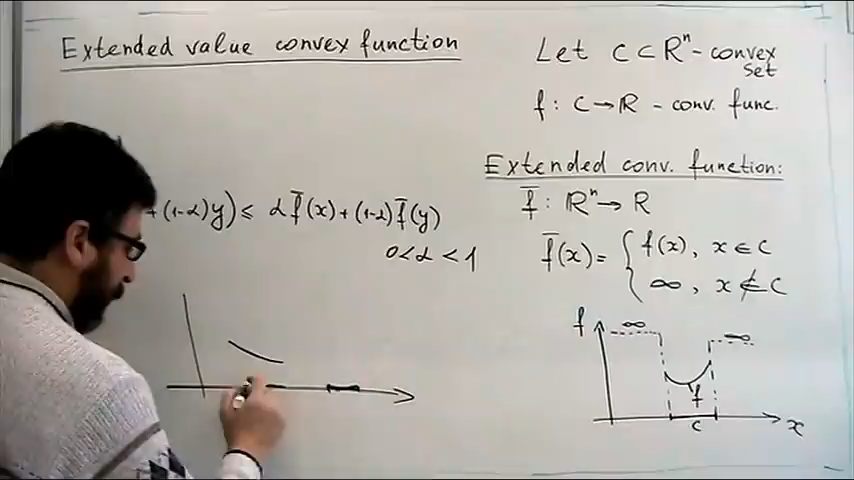 Extended value convex function
+ (1-α)y) ≤ α f̅(x) + (1-α) f̅(y)
0 < α < 1
Let C ⊂ Rⁿ - convex
set
f : C → R - conv. func.
Extended conv. function:
f̅ : Rⁿ → R
f̅(x) = { f(x), x ∈ C
∞, x ∉ C
f
∞
∞
f
C
x